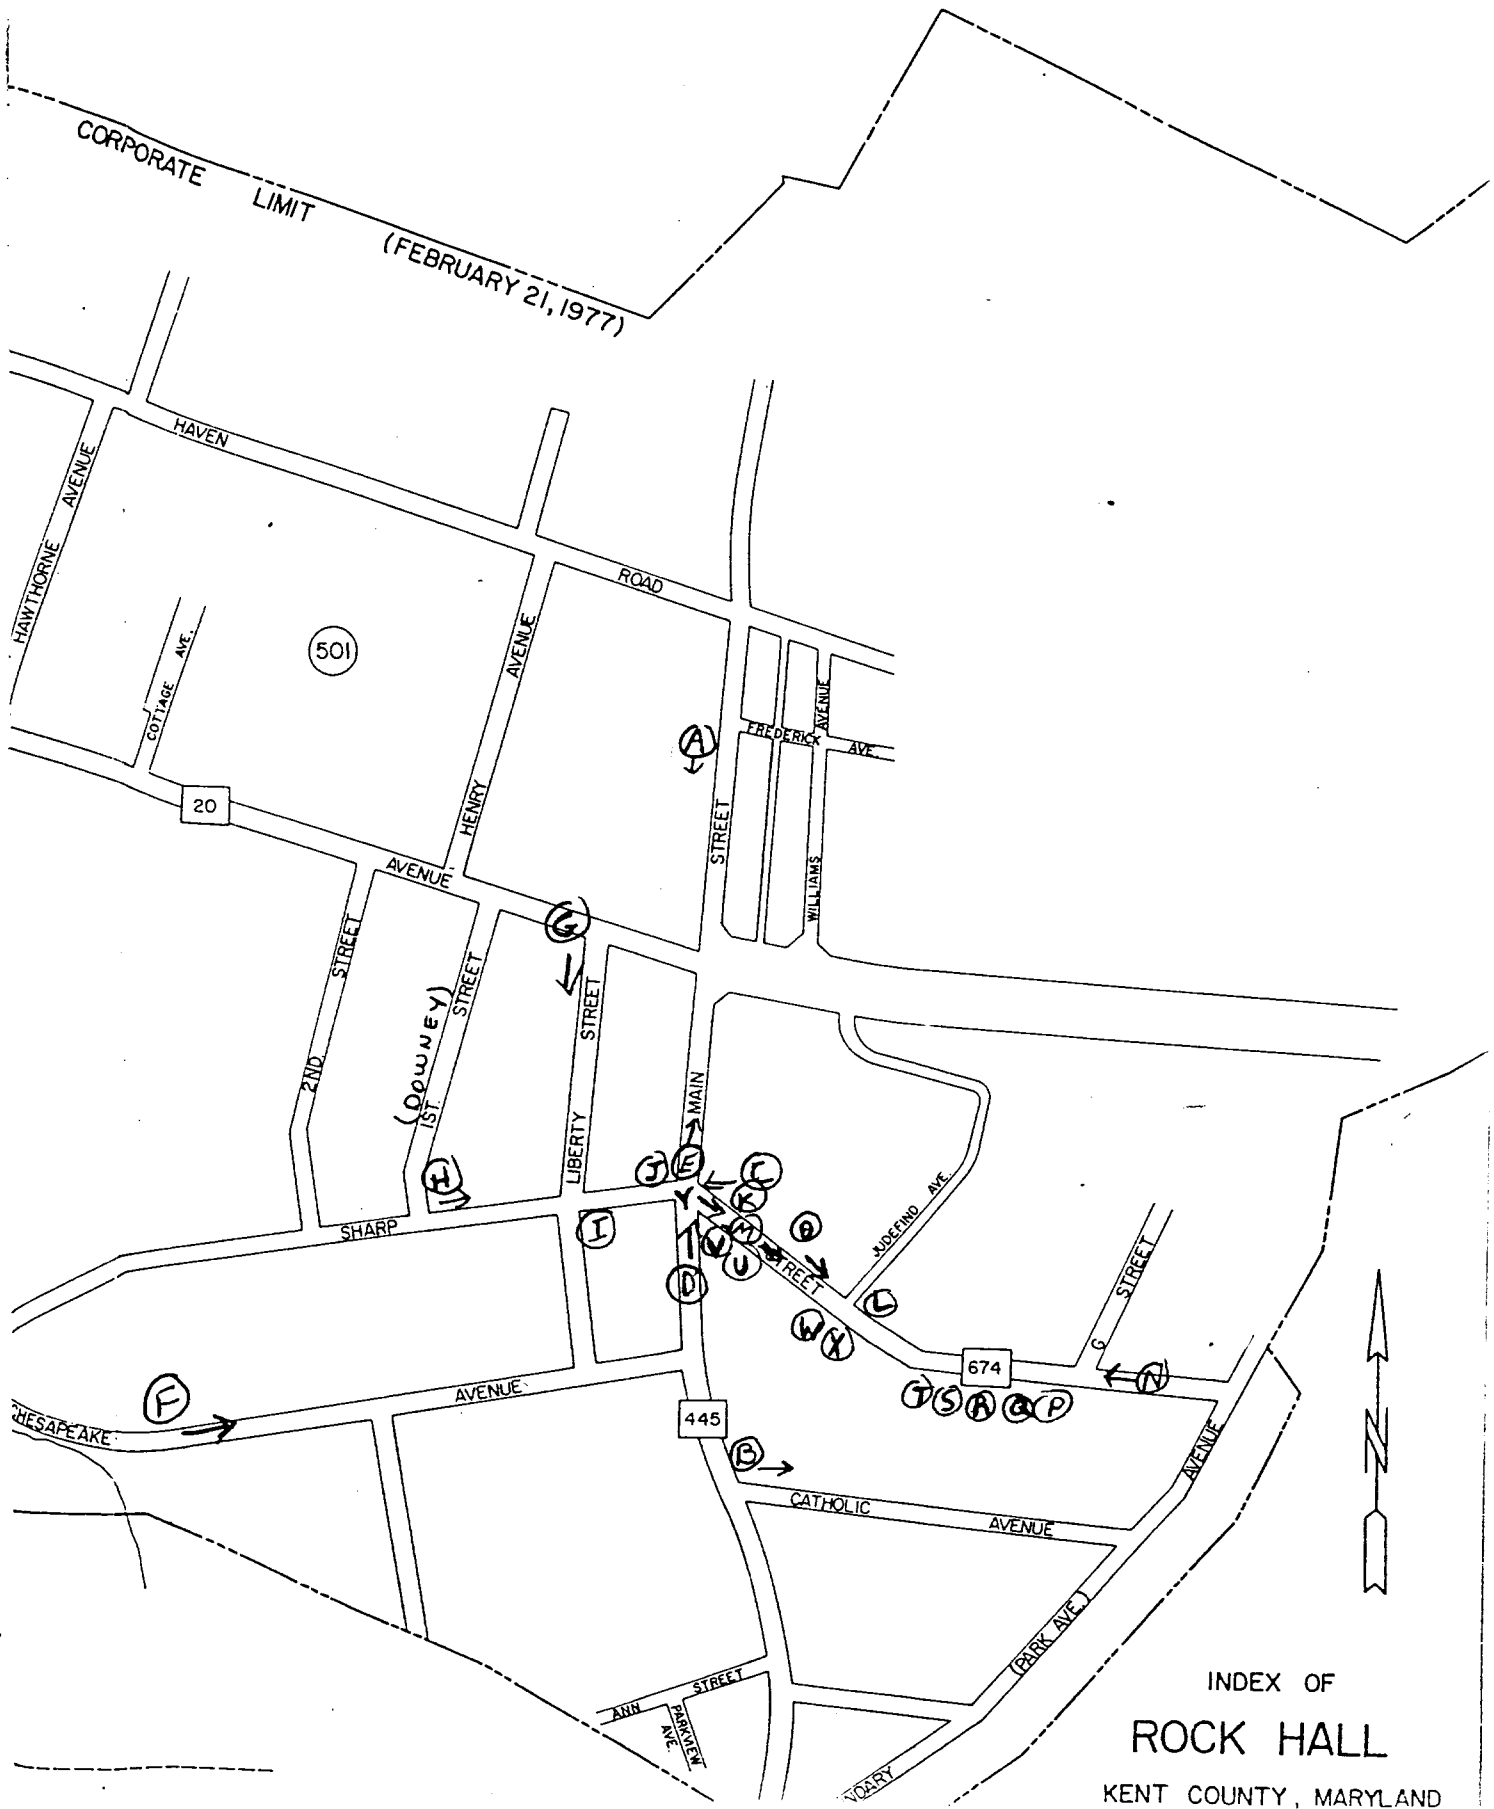 CORPORATE LIMIT (FEBRUARY 21, 1977)
HAVEN
ROAD
HAWTHORNE AVENUE
COTTAGE AVE.
501
HENRY AVENUE
A
FREDERICK AVE.
WILLIAMS AVENUE
STREET
20
AVENUE
G
2ND. STREET
(DOWNEY)
1ST. STREET
LIBERTY STREET
MAIN
H
J
E
K
Y
SHARP
I
V
M
U
D
STREET
JUDEFIND AVE.
L
W
X
G STREET
674
N
T S R Q P
F
CHESAPEAKE AVENUE
445
B
CATHOLIC AVENUE
AVENUE
(PARK AVE.)
ANN STREET
PARKVIEW AVE.
NDARY
N
INDEX OF
ROCK HALL
KENT COUNTY, MARYLAND